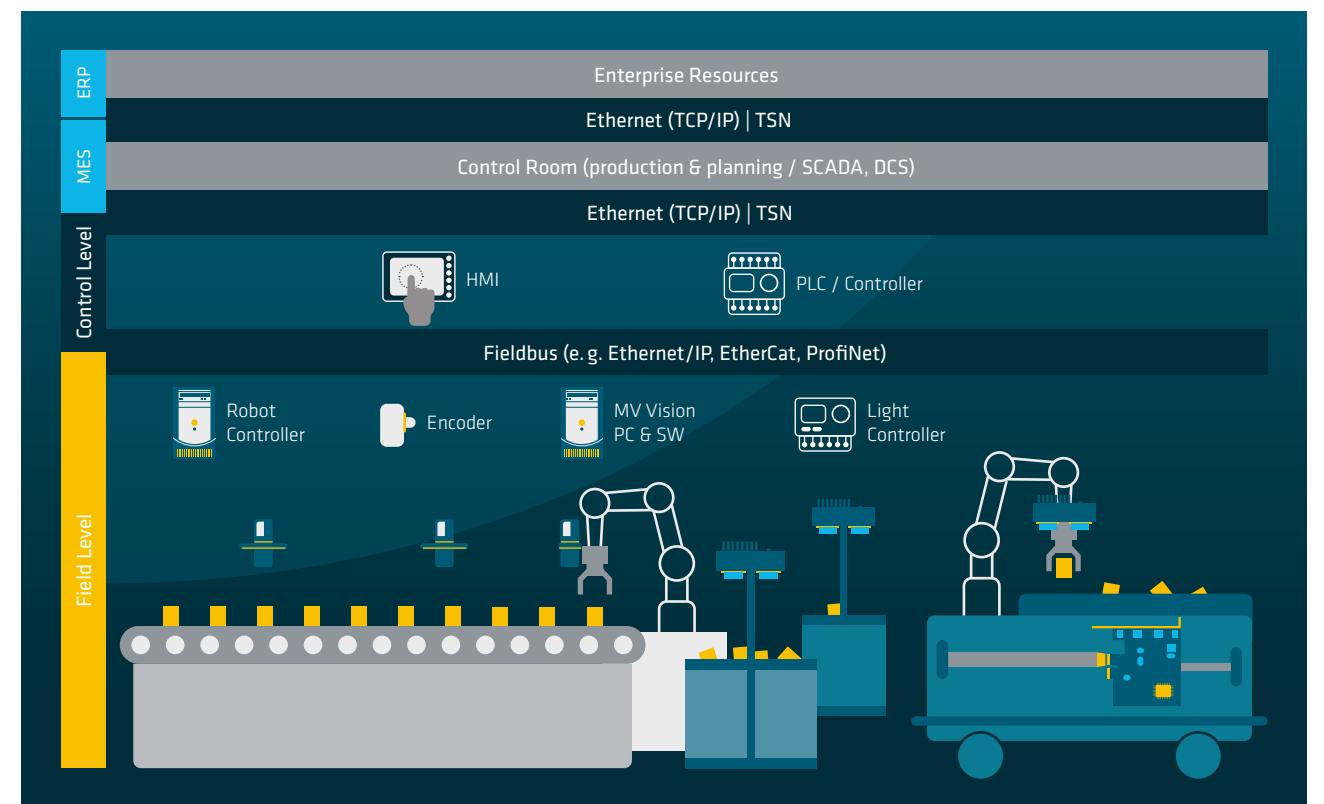 ERP
Enterprise Resources
Ethernet (TCP/IP) | TSN
MES
Control Room (production & planning / SCADA, DCS)
Ethernet (TCP/IP) | TSN
Control Level
HMI
PLC / Controller
Fieldbus (e. g. Ethernet/IP, EtherCat, ProfiNet)
Field Level
Robot
Controller
Encoder
MV Vision
PC & SW
Light
Controller